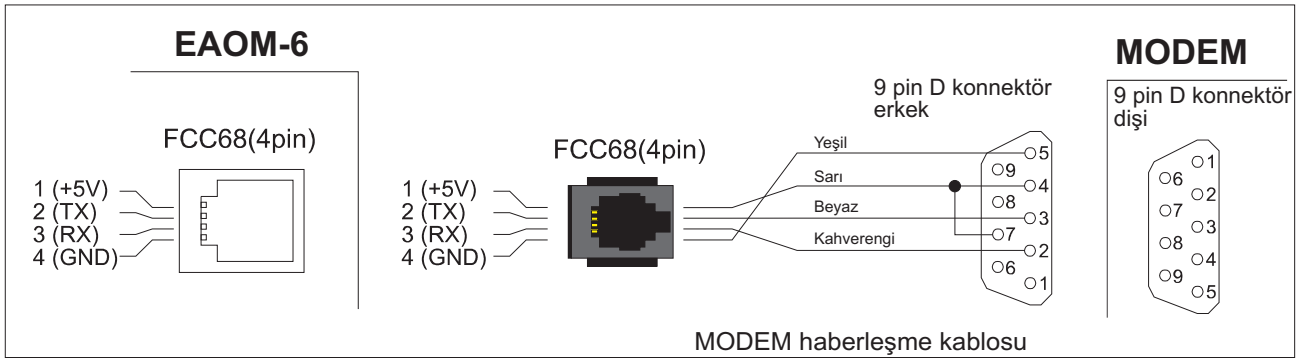 EAOM-6
FCC68(4pin)
1 (+5V)
2 (TX)
3 (RX)
4 (GND)
FCC68(4pin)
1 (+5V)
2 (TX)
3 (RX)
4 (GND)
Yeşil
Sarı
Beyaz
Kahverengi
9 pin D konnektör
erkek
5
9
4
8
3
7
2
6
1
MODEM
9 pin D konnektör
dişi
1
6
2
7
3
8
4
9
5
MODEM haberleşme kablosu